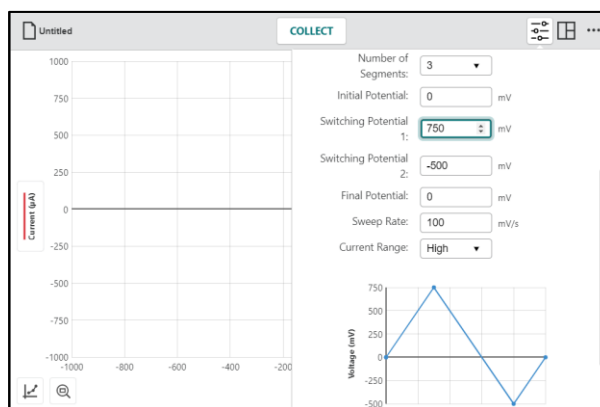 Untitled
COLLECT
1000
750
500
250
0
-250
-500
-750
-1000
Current (µA)
-1000
-800
-600
-400
-200
Number of
Segments:
3
Initial Potential:
0
mV
Switching Potential
1:
750
mV
Switching Potential
2:
-500
mV
Final Potential:
0
mV
Sweep Rate:
100
mV/s
Current Range:
High
Voltage (mV)
750
500
250
0
-250
-500